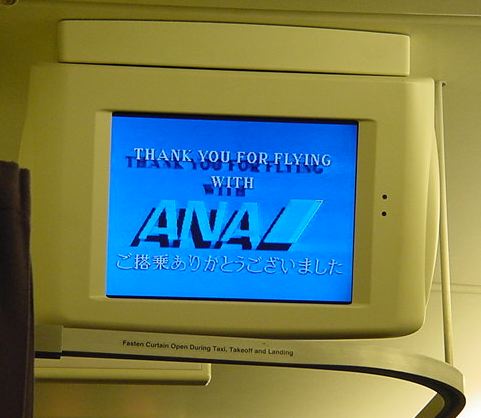 THANK YOU FOR FLYING
WITH
ANA
ご搭乗ありがとうございました
Fasten Curtain Open During Taxi, Takeoff and Landing